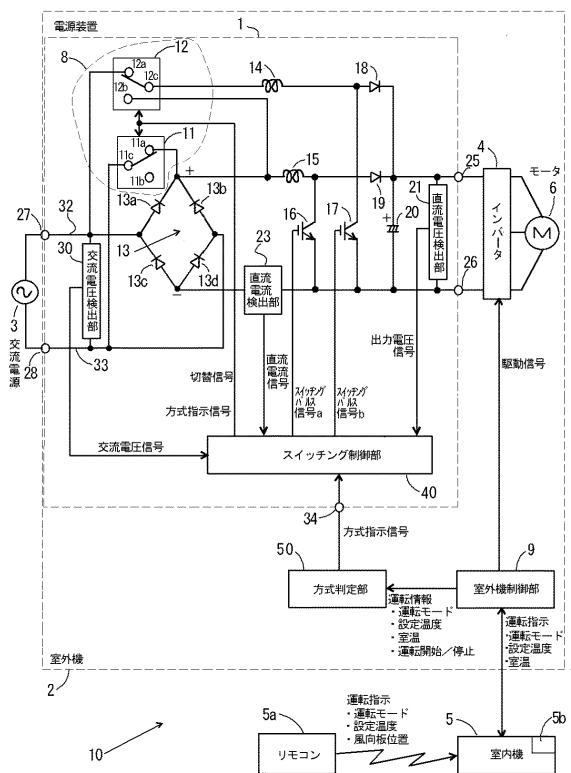 電源装置
1
8
12
12a
12c
12b
14
18
11
11a
11c
11b
+
15
19
25
4
インバータ
モータ
6
M
27
32
13a
13b
13
13c
13d
−
16
17
+
20
21
直流電圧検出部
30
交流電圧検出部
23
直流電流検出部
26
3
交流電源
28
33
切替信号
方式指示信号
直流電流信号
スイッチングパルス信号a
スイッチングパルス信号b
出力電圧信号
駆動信号
交流電圧信号
スイッチング制御部
40
34
方式指示信号
50
方式判定部
9
室外機制御部
運転情報
・運転モード
・設定温度
・室温
・運転開始/停止
運転指示
・運転モード
・設定温度
・室温
室外機
2
運転指示
・運転モード
・設定温度
・風向板位置
10
5a
リモコン
5
5b
室内機